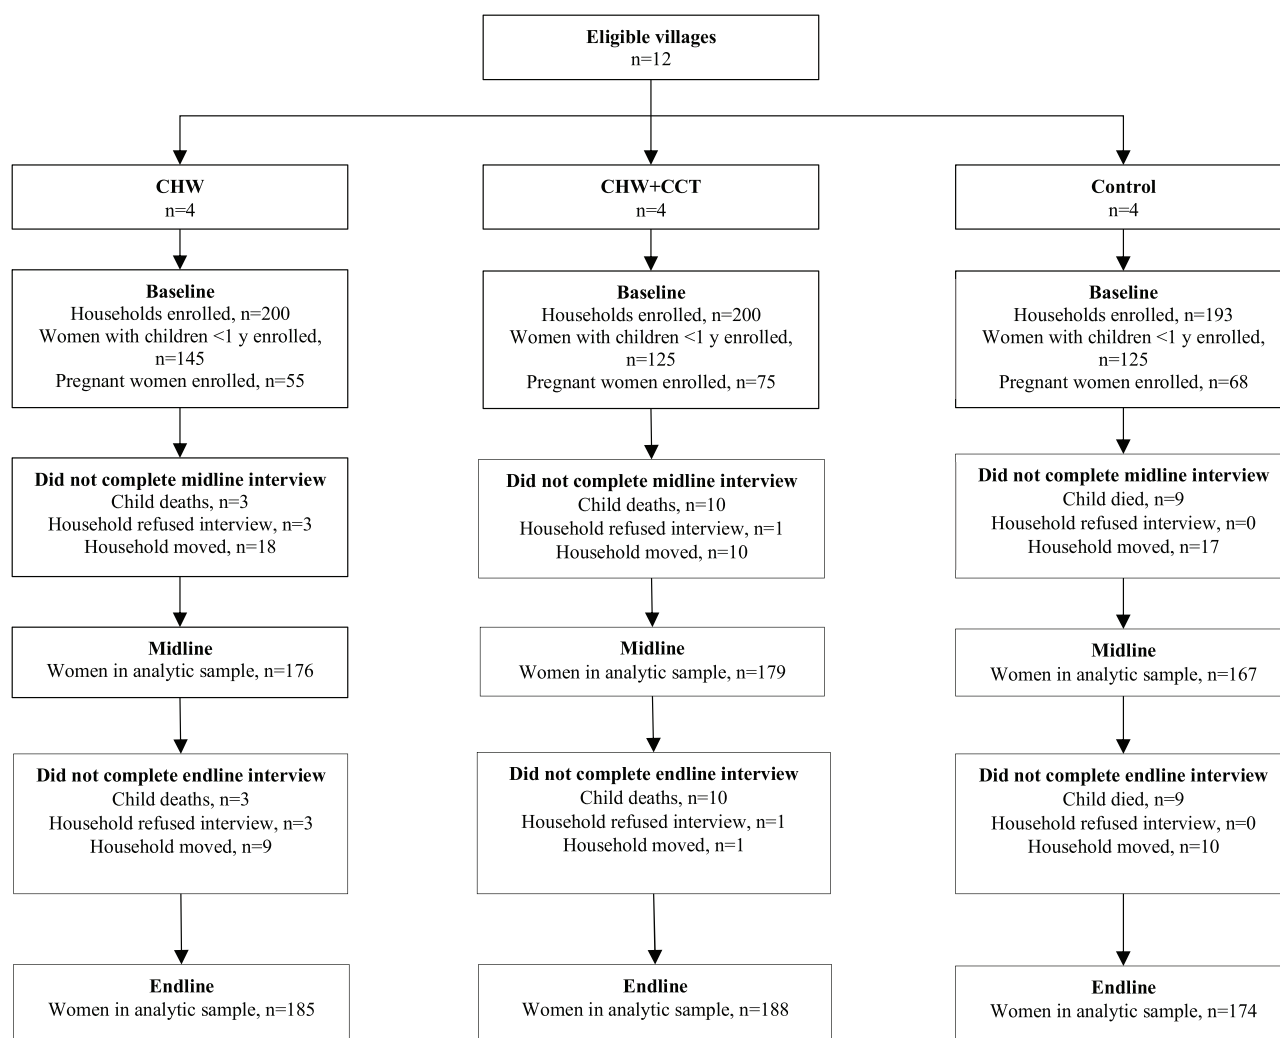 Eligible villages
n=12
CHW
n=4
CHW+CCT
n=4
Control
n=4
Baseline
Households enrolled, n=200
Women with children <1 y enrolled,
n=145
Pregnant women enrolled, n=55
Baseline
Households enrolled, n=200
Women with children <1 y enrolled,
n=125
Pregnant women enrolled, n=75
Baseline
Households enrolled, n=193
Women with children <1 y enrolled,
n=125
Pregnant women enrolled, n=68
Did not complete midline interview
Child deaths, n=3
Household refused interview, n=3
Household moved, n=18
Did not complete midline interview
Child deaths, n=10
Household refused interview, n=1
Household moved, n=10
Did not complete midline interview
Child died, n=9
Household refused interview, n=0
Household moved, n=17
Midline
Women in analytic sample, n=176
Midline
Women in analytic sample, n=179
Midline
Women in analytic sample, n=167
Did not complete endline interview
Child deaths, n=3
Household refused interview, n=3
Household moved, n=9
Did not complete endline interview
Child deaths, n=10
Household refused interview, n=1
Household moved, n=1
Did not complete endline interview
Child died, n=9
Household refused interview, n=0
Household moved, n=10
Endline
Women in analytic sample, n=185
Endline
Women in analytic sample, n=188
Endline
Women in analytic sample, n=174